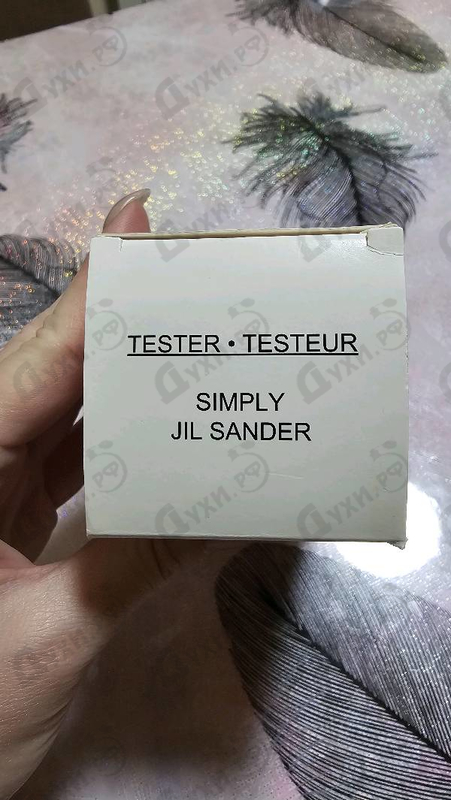 TESTER • TESTEUR
SIMPLY
JIL SANDER
Духи.рф